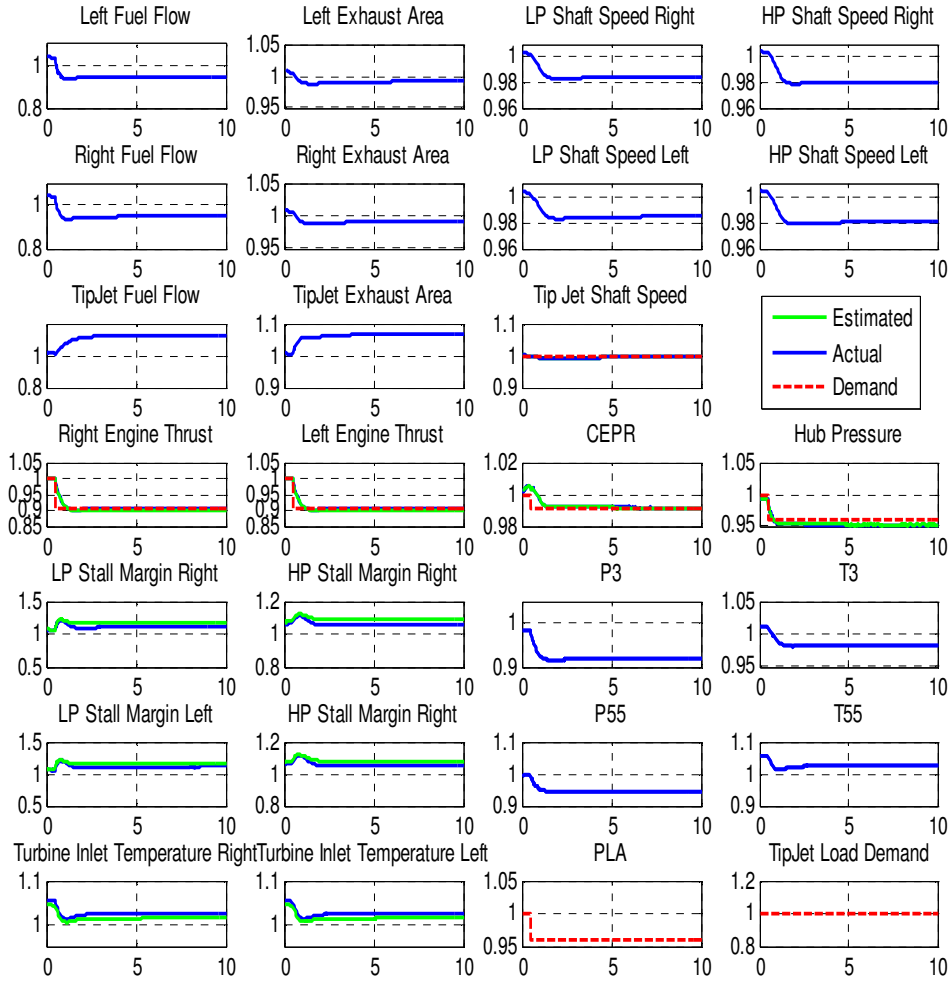 Left Fuel Flow
Left Exhaust Area
LP Shaft Speed Right
HP Shaft Speed Right
1
0.8
0 5 10
1.05
1
0.95
0 5 10
1
0.98
0.96
0 5 10
1
0.98
0.96
0 5 10
Right Fuel Flow
Right Exhaust Area
LP Shaft Speed Left
HP Shaft Speed Left
1
0.8
0 5 10
1.05
1
0.95
0 5 10
1
0.98
0.96
0 5 10
1
0.98
0.96
0 5 10
TipJet Fuel Flow
TipJet Exhaust Area
Tip Jet Shaft Speed
1
0.8
0 5 10
1.1
1
0.9
0 5 10
1.1
1
0.9
0 5 10
Estimated
Actual
Demand
Right Engine Thrust
Left Engine Thrust
CEPR
Hub Pressure
1.05
1
0.95
0.9
0.85
0 5 10
1.05
1
0.95
0.9
0.85
0 5 10
1.02
1
0.98
0 5 10
1.05
1
0.95
0 5 10
LP Stall Margin Right
HP Stall Margin Right
P3
T3
1.5
1
0.5
0 5 10
1.2
1
0.8
0 5 10
1
0.9
0 5 10
1.05
1
0.95
0 5 10
LP Stall Margin Left
HP Stall Margin Right
P55
T55
1.5
1
0.5
0 5 10
1.2
1
0.8
0 5 10
1.1
1
0.9
0 5 10
1.1
1
0.9
0 5 10
Turbine Inlet Temperature Right
Turbine Inlet Temperature Left
PLA
TipJet Load Demand
1.1
1
0 5 10
1.1
1
0 5 10
1.05
1
0.95
0 5 10
1.2
1
0.8
0 5 10